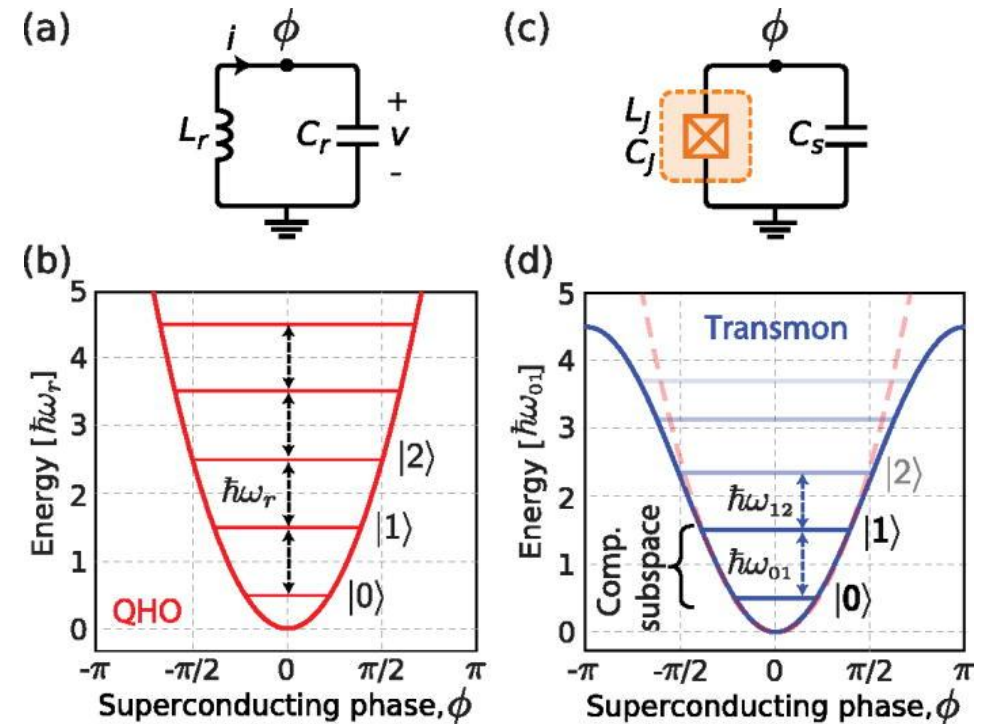 (a)
i
ϕ
L_r
C_r
+
v
-
(c)
ϕ
L_J
C_J
C_s
(b)
Energy [ℏω_r]
5
4
3
2
1
0
ℏω_r
|2⟩
|1⟩
|0⟩
QHO
-π -π/2 0 π/2 π
Superconducting phase, ϕ
(d)
Energy [ℏω_01]
5
4
3
2
1
0
Transmon
|2⟩
ℏω_12
|1⟩
Comp.
subspace
ℏω_01
|0⟩
-π -π/2 0 π/2 π
Superconducting phase, ϕ